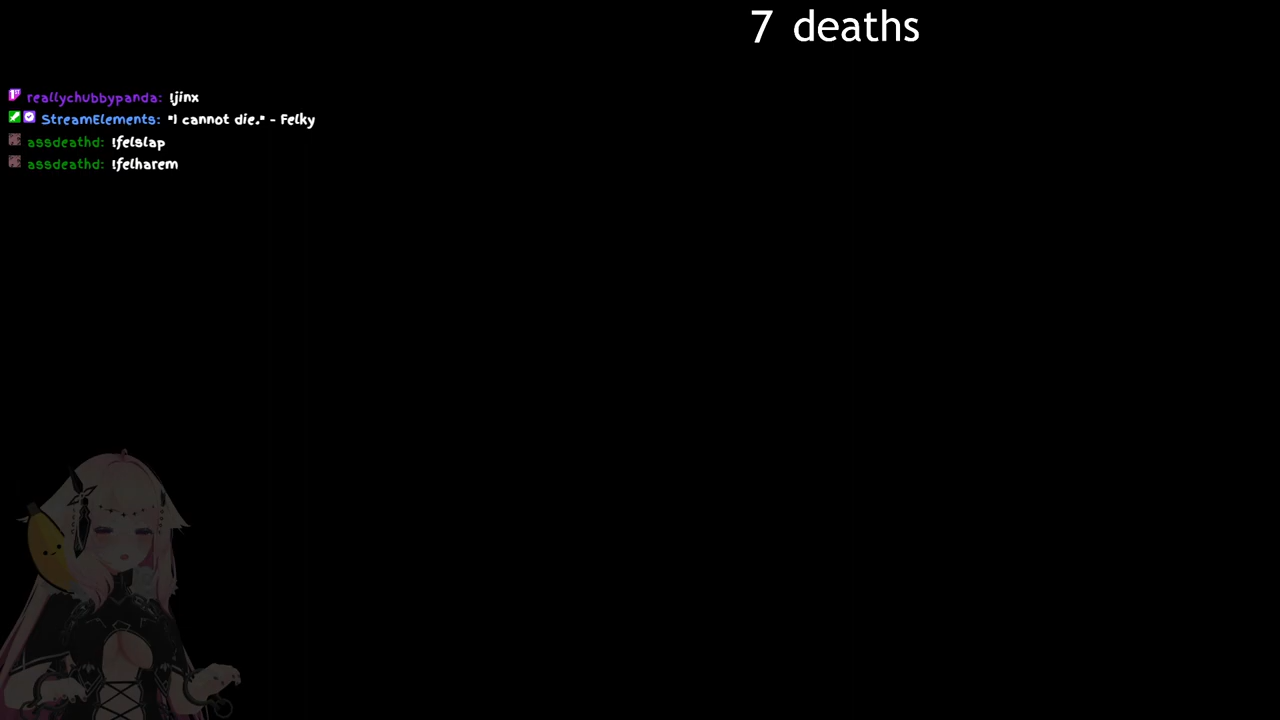 7 deaths
reallychubbypanda: !jinx
StreamElements: "I cannot die." - Felky
assdeathd: !felslap
assdeathd: !felharem